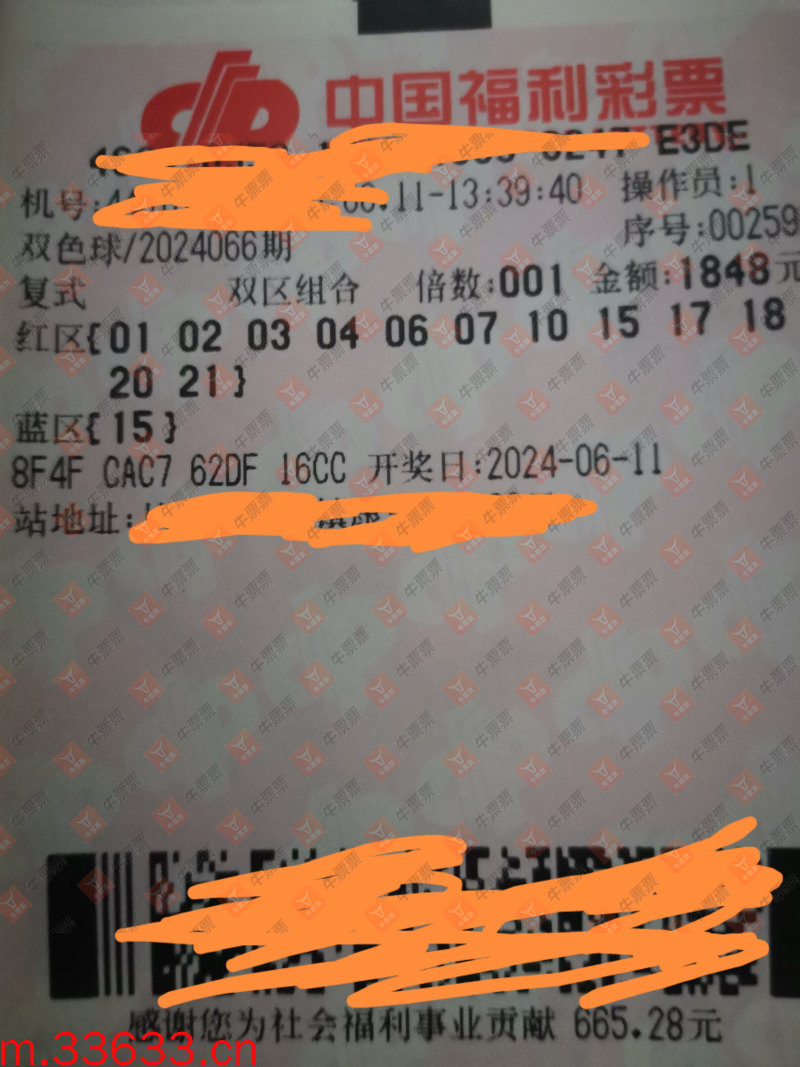 中国福利彩票
E3DE
机号: 11-13:39:40 操作员:1
双色球/2024066期 序号:00259
复式 双区组合 倍数:001 金额:1848元
红区{01 02 03 04 06 07 10 15 17 18
20 21}
蓝区{15}
8F4F CAC7 62DF 16CC 开奖日:2024-06-11
站地址:
感谢您为社会福利事业贡献 665.28元
m.33633.cn
牛票票